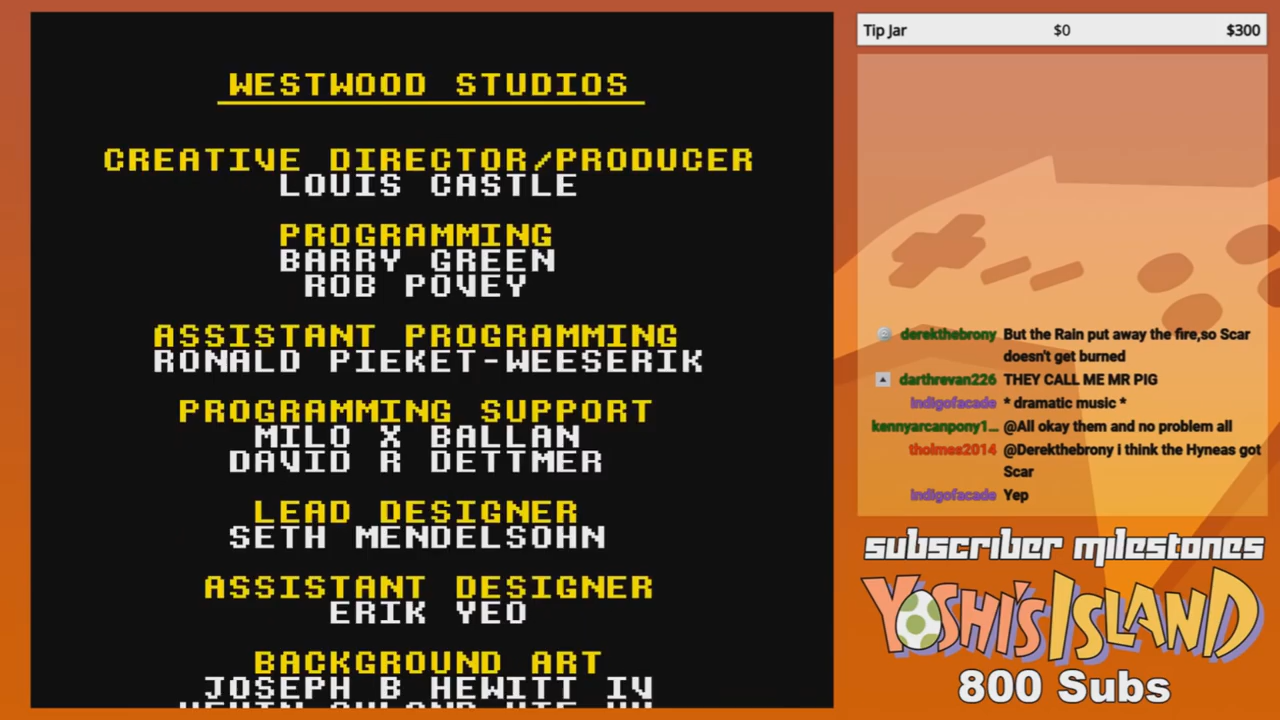 WESTWOOD STUDIOS
CREATIVE DIRECTOR/PRODUCER
LOUIS CASTLE
PROGRAMMING
BARRY GREEN
ROB POVEY
ASSISTANT PROGRAMMING
RONALD PIEKET-WEESERIK
PROGRAMMING SUPPORT
MILO X BALLAN
DAVID R DETTMER
LEAD DESIGNER
SETH MENDELSOHN
ASSISTANT DESIGNER
ERIK YEO
BACKGROUND ART
JOSEPH B HEWITT IV
Tip Jar $0 $300
derekthebrony But the Rain put away the fire,so Scar
doesn't get burned
darthrevan226 THEY CALL ME MR PIG
indigofacade * dramatic music *
kennyarcanpony1... @All okay them and no problem all
tholmes2014 @Derekthebrony i think the Hyneas got
Scar
indigofacade Yep
subscriber milestones
YOSHI'S ISLAND
800 Subs